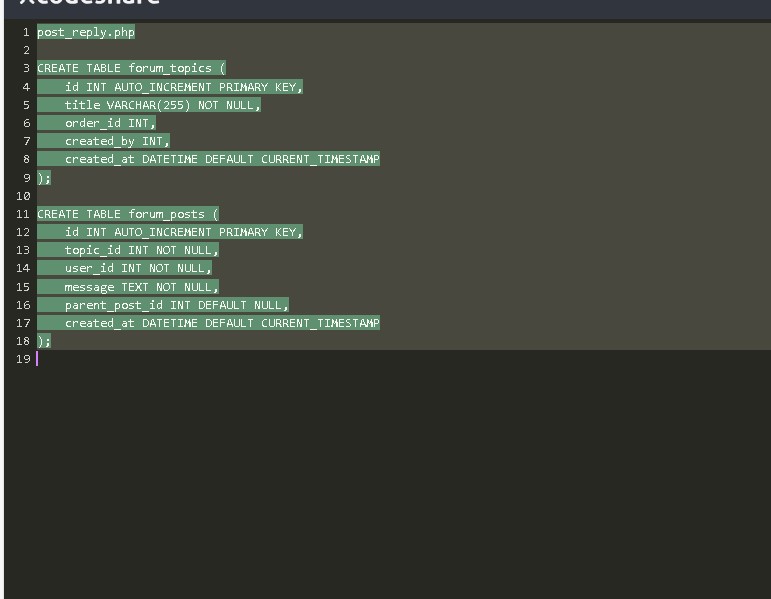 Xcodeshare
1 post_reply.php
2
3 CREATE TABLE forum_topics (
4     id INT AUTO_INCREMENT PRIMARY KEY,
5     title VARCHAR(255) NOT NULL,
6     order_id INT,
7     created_by INT,
8     created_at DATETIME DEFAULT CURRENT_TIMESTAMP
9 );
10
11 CREATE TABLE forum_posts (
12     id INT AUTO_INCREMENT PRIMARY KEY,
13     topic_id INT NOT NULL,
14     user_id INT NOT NULL,
15     message TEXT NOT NULL,
16     parent_post_id INT DEFAULT NULL,
17     created_at DATETIME DEFAULT CURRENT_TIMESTAMP
18 );
19